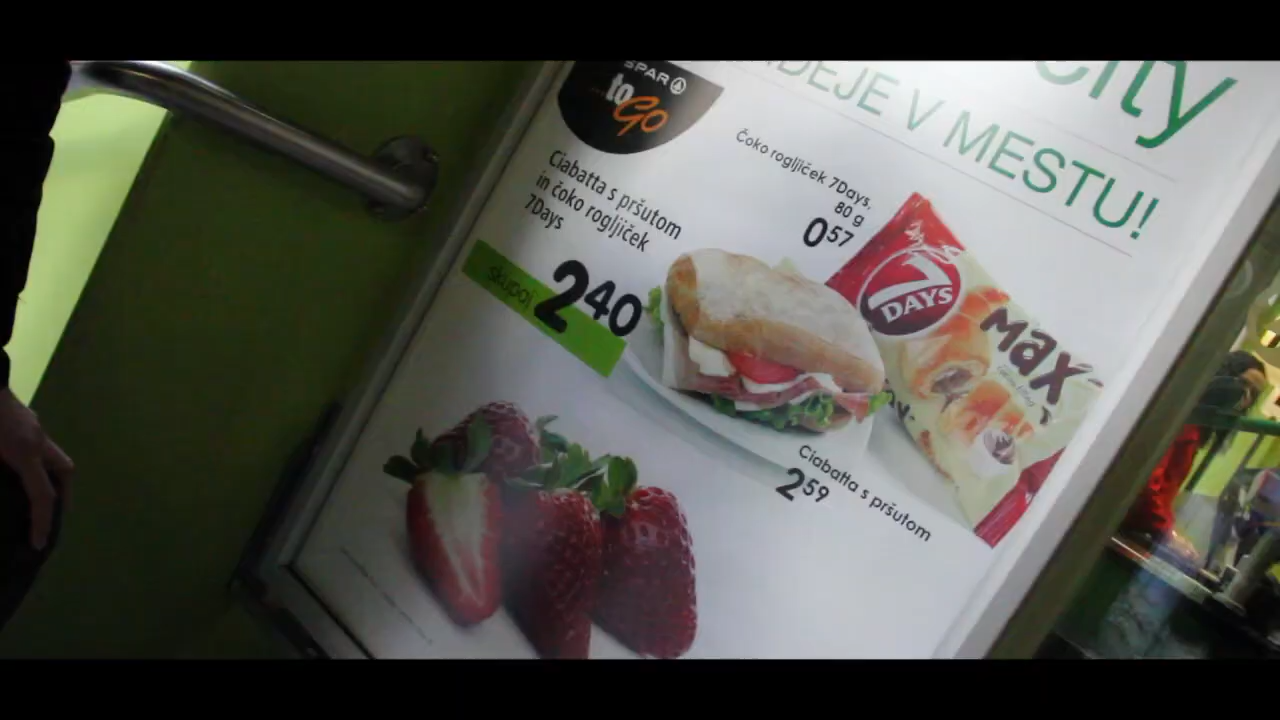 city
DEJE V MESTU!
SPAR
to
Go
Ciabatta s pršutom
in čoko rogljiček
7Days
skupaj 2 40
Čoko rogljiček 7Days,
80 g
0 57
7
DAYS
max
Ciabatta s pršutom
2 59